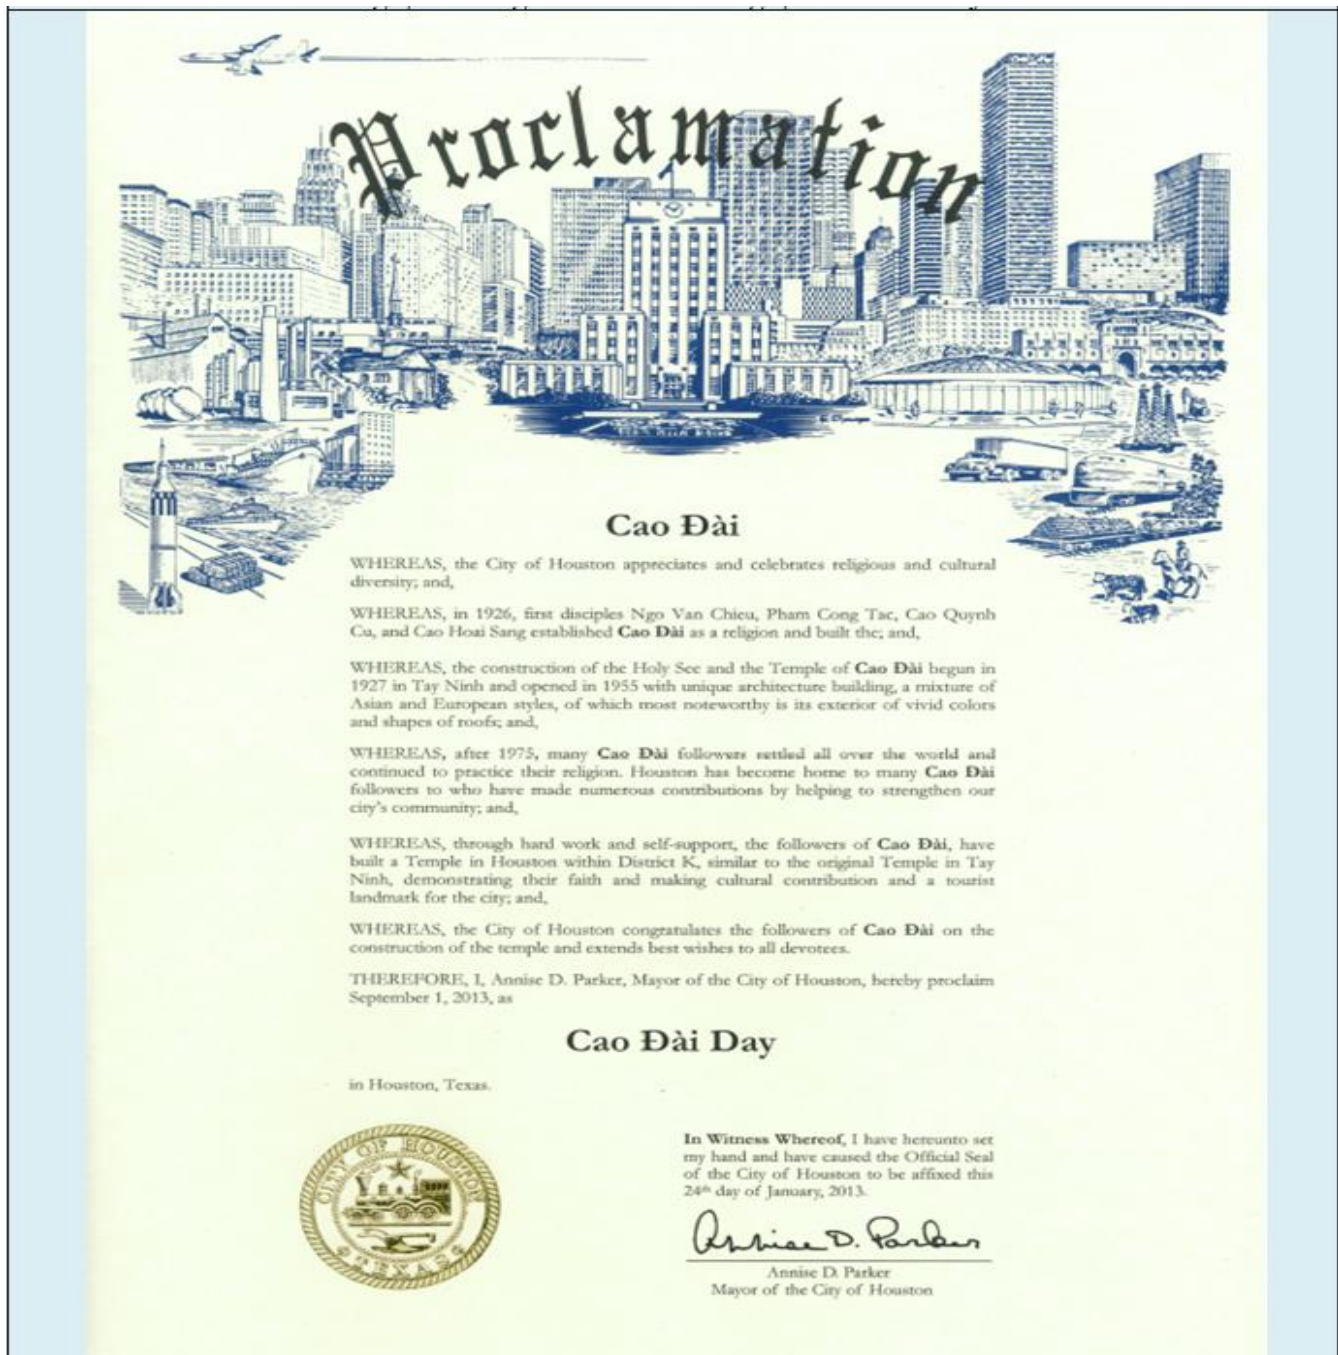 Proclamation
Cao Đài
WHEREAS, the City of Houston appreciates and celebrates religious and cultural
diversity; and,
WHEREAS, in 1926, first disciples Ngo Van Chieu, Pham Cong Tac, Cao Quynh
Cu, and Cao Hoai Sang established Cao Dài as a religion and built the; and,
WHEREAS, the construction of the Holy See and the Temple of Cao Đài begun in
1927 in Tay Ninh and opened in 1955 with unique architecture building, a mixture of
Asian and European styles, of which most noteworthy is its exterior of vivid colors
and shapes of roofs; and,
WHEREAS, after 1975, many Cao Đài followers settled all over the world and
continued to practice their religion. Houston has become home to many Cao Đài
followers to who have made numerous contributions by helping to strengthen our
city's community; and,
WHEREAS, through hard work and self-support, the followers of Cao Đài, have
built a Temple in Houston within District K, similar to the original Temple in Tay
Ninh, demonstrating their faith and making cultural contribution and a tourist
landmark for the city; and,
WHEREAS, the City of Houston congratulates the followers of Cao Đài on the
construction of the temple and extends best wishes to all devotees.
THEREFORE, I, Annise D. Parker, Mayor of the City of Houston, hereby proclaim
September 1, 2013, as
Cao Đài Day
in Houston, Texas.
CITY OF HOUSTON
TEXAS
In Witness Whereof, I have hereunto set
my hand and have caused the Official Seal
of the City of Houston to be affixed this
24th day of January, 2013.
Annise D. Parker
Annise D. Parker
Mayor of the City of Houston